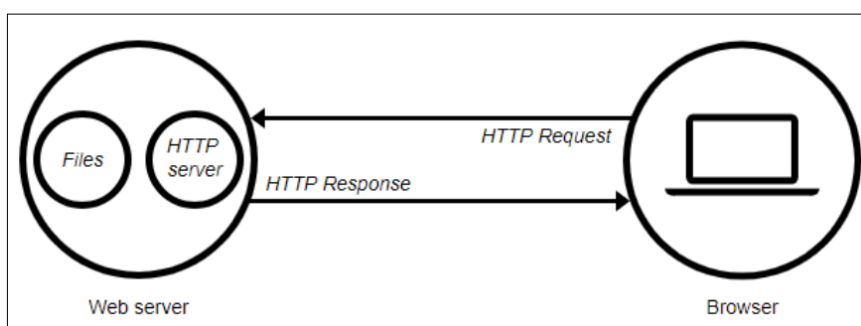 Files
HTTP
server
HTTP Request
HTTP Response
Web server
Browser